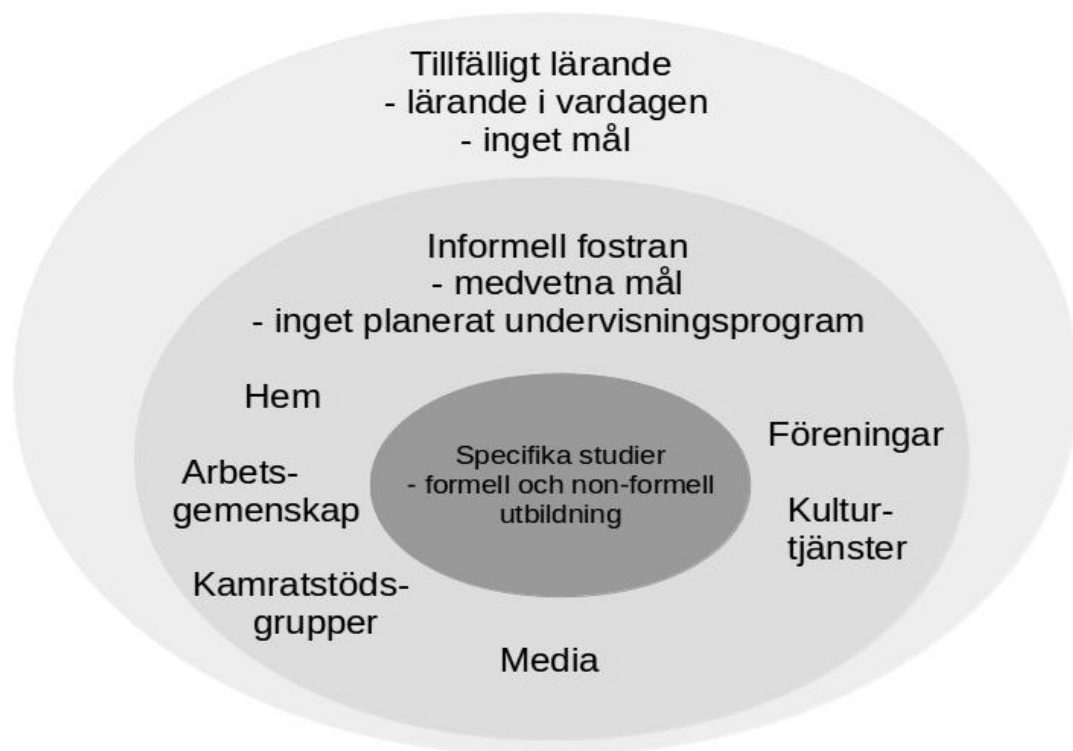 Tillfälligt lärande
- lärande i vardagen
- inget mål
Informell fostran
- medvetna mål
- inget planerat undervisningsprogram
Hem
Arbets-
gemenskap
Kamratstöds-
grupper
Specifika studier
- formell och non-formell
utbildning
Media
Föreningar
Kultur-
tjänster